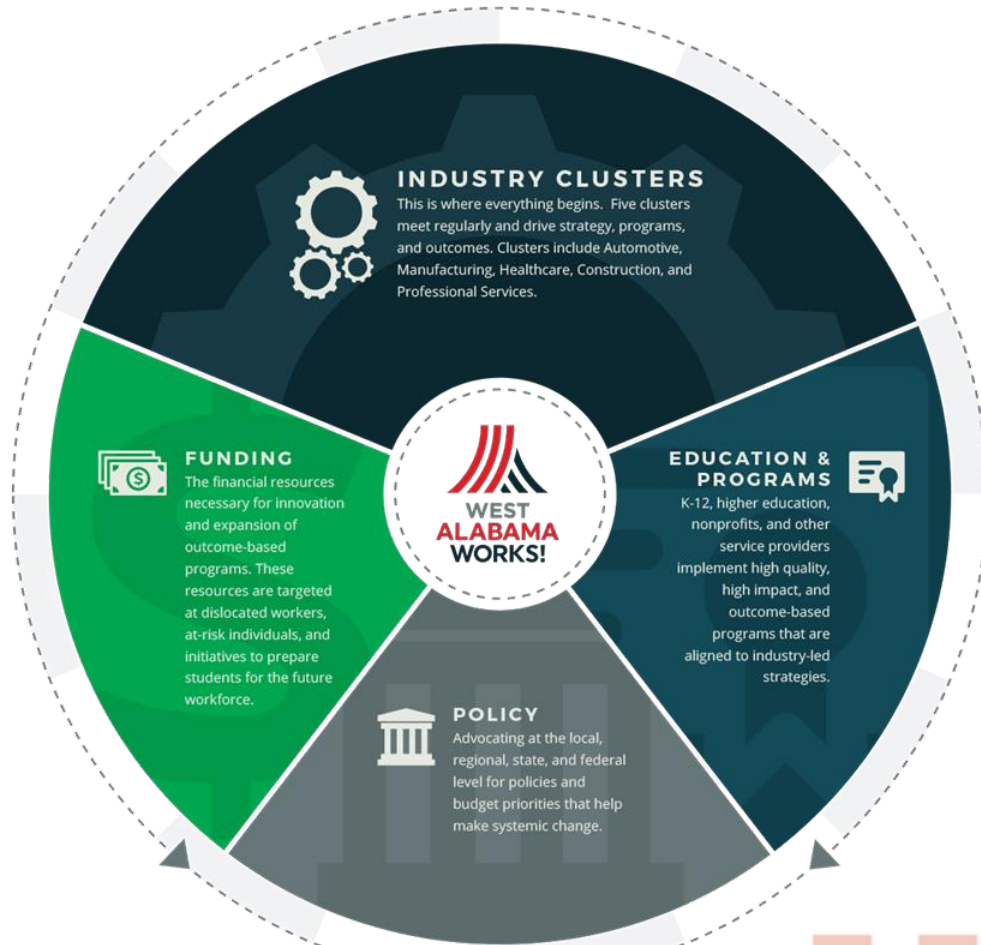 INDUSTRY CLUSTERS
This is where everything begins. Five clusters
meet regularly and drive strategy, programs,
and outcomes. Clusters include Automotive,
Manufacturing, Healthcare, Construction, and
Professional Services.
FUNDING
The financial resources
necessary for innovation
and expansion of
outcome-based
programs. These
resources are targeted
at dislocated workers,
at-risk individuals, and
initiatives to prepare
students for the future
workforce.
WEST
ALABAMA
WORKS!
EDUCATION &
PROGRAMS
K-12, higher education,
nonprofits, and other
service providers
implement high quality,
high impact, and
outcome-based
programs that are
aligned to industry-led
strategies.
POLICY
Advocating at the local,
regional, state, and federal
level for policies and
budget priorities that help
make systemic change.